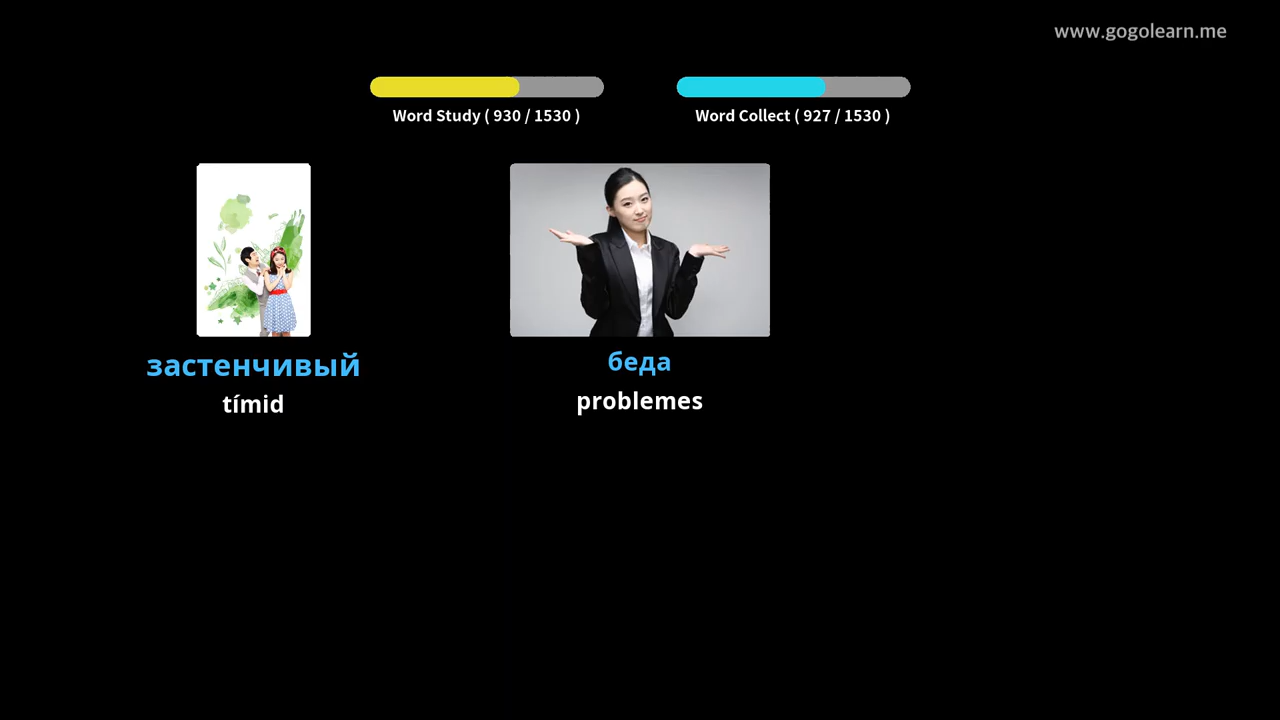 www.gogolearn.me
Word Study ( 930 / 1530 )
Word Collect ( 927 / 1530 )
застенчивый
tímid
беда
problemes